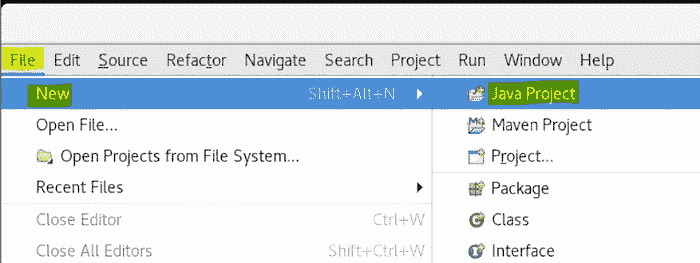 File Edit Source Refactor Navigate Search Project Run Window Help
New Shift+Alt+N Java Project
Open File... Maven Project
Open Projects from File System... Project...
Recent Files Package
Close Editor Ctrl+W Class
Close All Editors Shift+Ctrl+W Interface